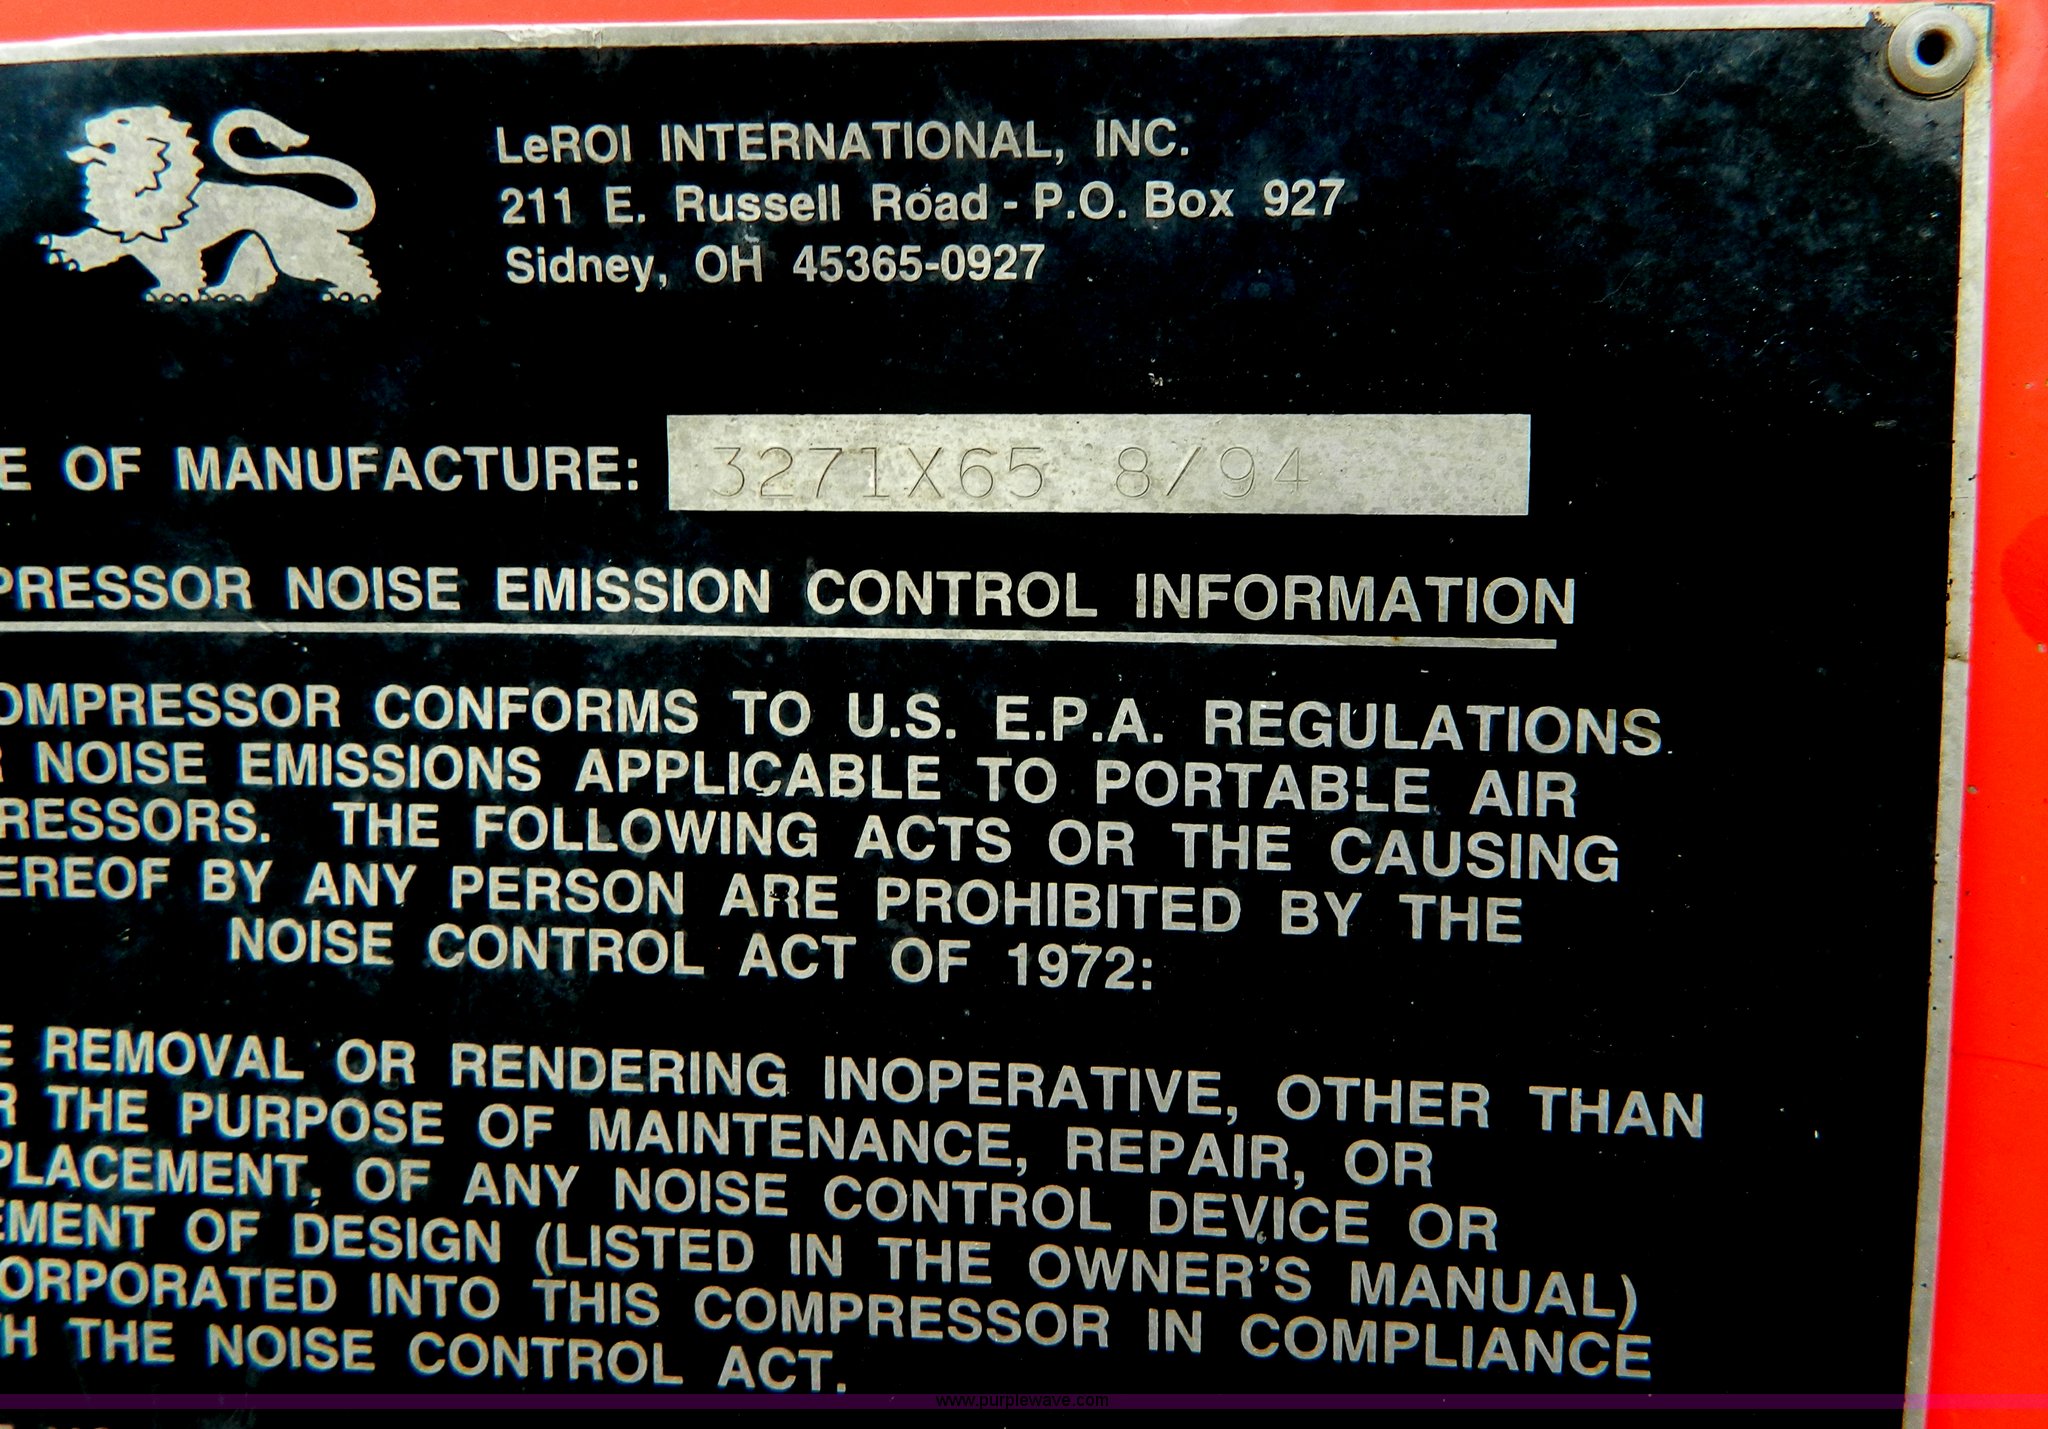 LeROI INTERNATIONAL, INC.
211 E. Russell Road - P.O. Box 927
Sidney, OH 45365-0927
E OF MANUFACTURE: 3271X65 8/94
PRESSOR NOISE EMISSION CONTROL INFORMATION
OMPRESSOR CONFORMS TO U.S. E.P.A. REGULATIONS
R NOISE EMISSIONS APPLICABLE TO PORTABLE AIR
RESSORS. THE FOLLOWING ACTS OR THE CAUSING
EREOF BY ANY PERSON ARE PROHIBITED BY THE
NOISE CONTROL ACT OF 1972:
E REMOVAL OR RENDERING INOPERATIVE, OTHER THAN
R THE PURPOSE OF MAINTENANCE, REPAIR, OR
PLACEMENT, OF ANY NOISE CONTROL DEVICE OR
EMENT OF DESIGN (LISTED IN THE OWNER'S MANUAL)
ORPORATED INTO THIS COMPRESSOR IN COMPLIANCE
TH THE NOISE CONTROL ACT.
www.purplewave.com